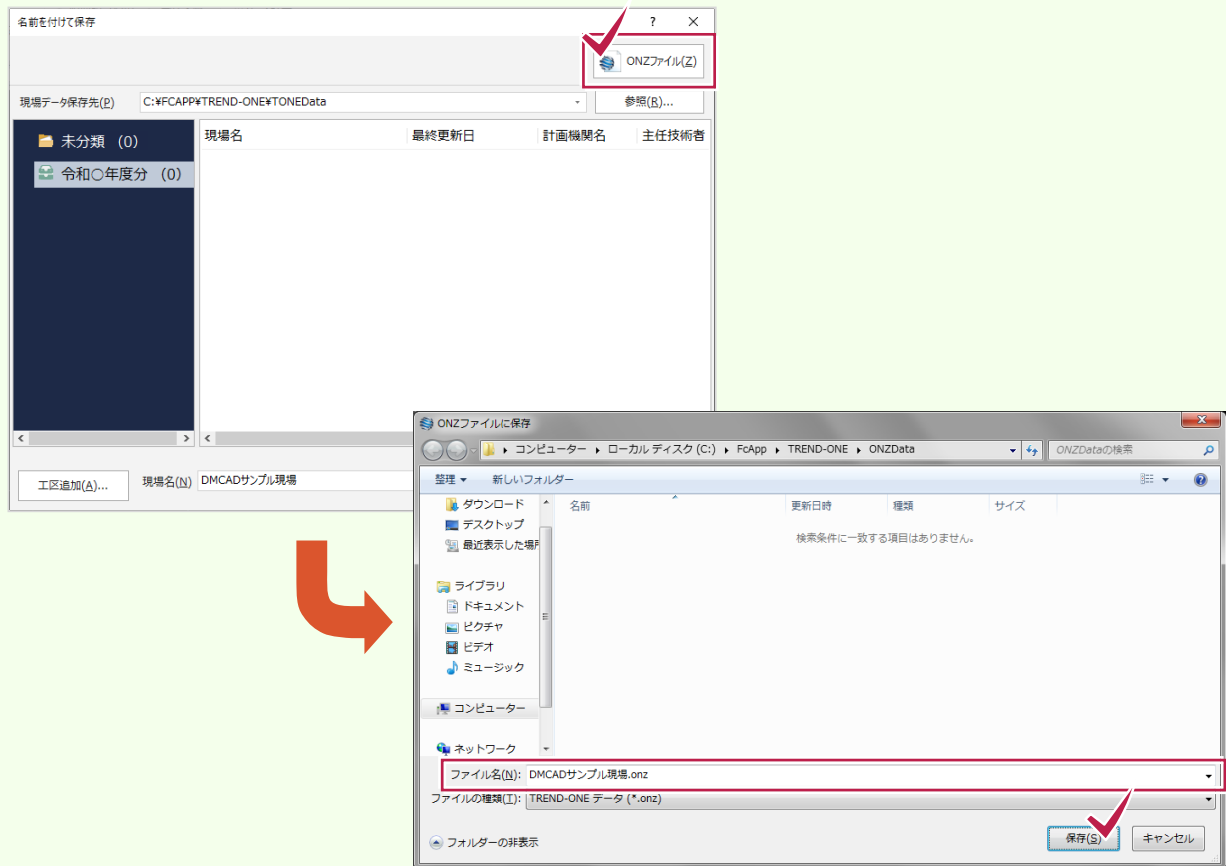 名前を付けて保存
?
ONZファイル(Z)
現場データ保存先(P)
C:¥FCAPP¥TREND-ONE¥TONEData
参照(R)...
未分類 (0)
令和〇年度分 (0)
現場名
最終更新日
計画機関名
主任技術者
工区追加(A)...
現場名(N)
DMCADサンプル現場
ONZファイルに保存
コンピューター
ローカル ディスク (C:)
FcApp
TREND-ONE
ONZData
ONZDataの検索
整理
新しいフォルダー
ダウンロード
デスクトップ
最近表示した場所
ライブラリ
ドキュメント
ピクチャ
ビデオ
ミュージック
コンピューター
ネットワーク
名前
更新日時
種類
サイズ
検索条件に一致する項目はありません。
ファイル名(N):
DMCADサンプル現場.onz
ファイルの種類(T):
TREND-ONE データ (*.onz)
フォルダーの非表示
保存(S)
キャンセル